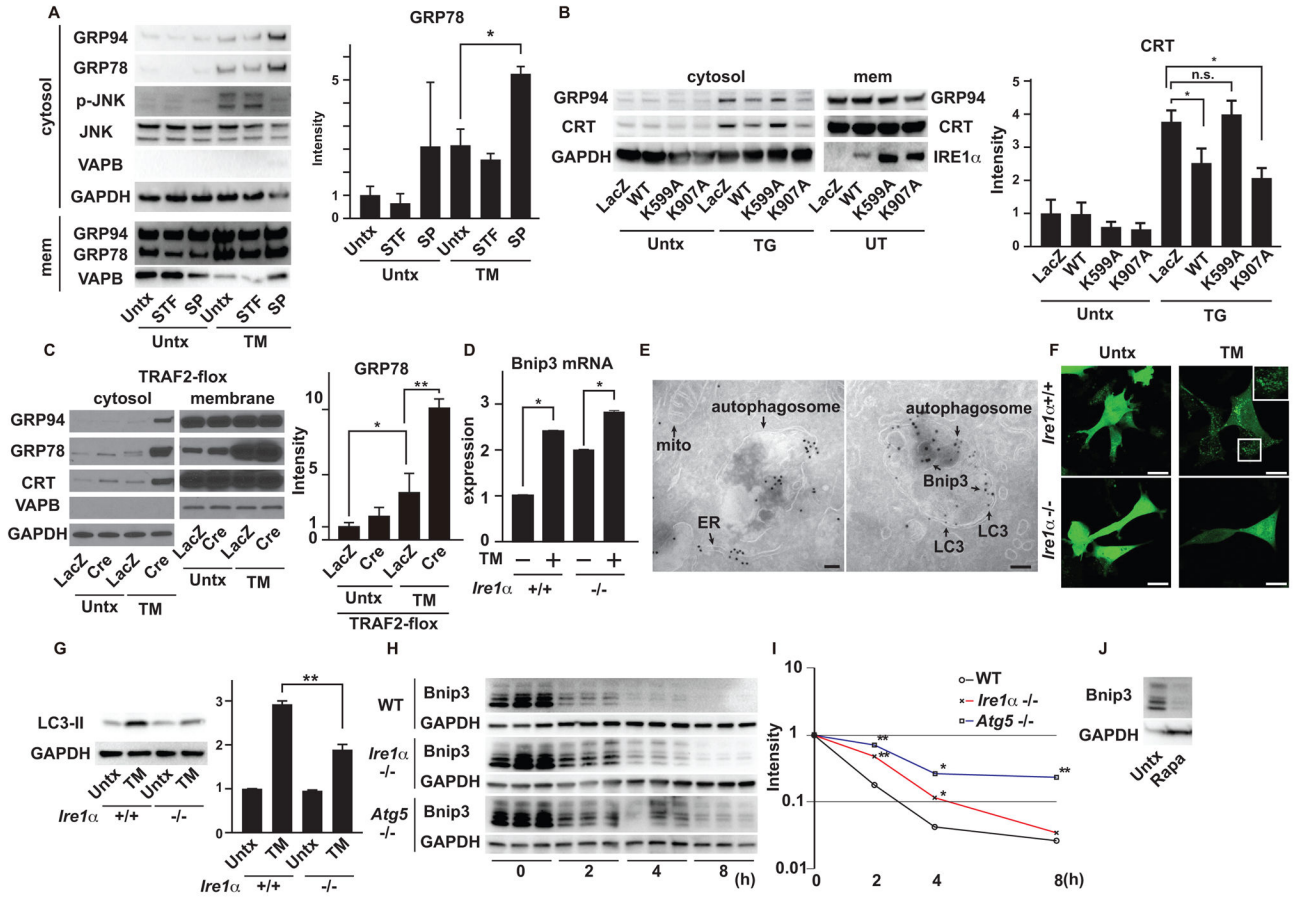 A
GRP78
cytosol
GRP94
GRP78
p-JNK
JNK
VAPB
GAPDH
mem
GRP94
GRP78
VAPB
Untx STF SP Untx STF SP
Untx TM
Intensity
5
4
3
2
1
0
*
Untx STF SP Untx STF SP
Untx TM
B
cytosol mem
GRP94 GRP94
CRT CRT
GAPDH IRE1α
LacZ WT K599A K907A LacZ WT K599A K907A LacZ WT K599A K907A
Untx TG UT
CRT
Intensity
5
4
3
2
1
0
*
n.s.
*
LacZ WT K599A K907A LacZ WT K599A K907A
Untx TG
C
TRAF2-flox
cytosol membrane
GRP94
GRP78
CRT
VAPB
GAPDH
LacZ Cre LacZ Cre LacZ Cre LacZ Cre
Untx TM Untx TM
GRP78
Intensity
10
5
1
0
**
*
LacZ Cre LacZ Cre
Untx TM
TRAF2-flox
D
Bnip3 mRNA
expression
3
2
1
0
* *
TM − + − +
Ire1α +/+ -/-
E
autophagosome
mito
ER
autophagosome
Bnip3
LC3
LC3
F
Untx TM
Ire1α+/+
Ire1α -/-
G
LC3-II
GAPDH
Untx TM Untx TM
Ire1α +/+ -/-
3
2
1
0
**
Untx TM Untx TM
Ire1α +/+ -/-
H
WT
Bnip3
GAPDH
Ire1α
-/-
Bnip3
GAPDH
Atg5
-/-
Bnip3
GAPDH
0 2 4 8
(h)
I
Intensity
10
1
0.1
0.01
WT
Ire1α -/-
Atg5 -/-
**
**
*
*
**
0 2 4 8(h)
J
Bnip3
GAPDH
Untx
Rapa